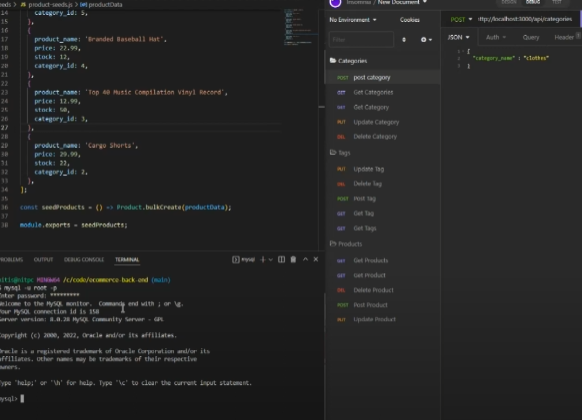 product-seeds.js > productData
14 category_id: 5,
15 },
16 {
17 product_name: 'Branded Baseball Hat',
18 price: 22.99,
19 stock: 12,
20 category_id: 4,
21 },
22 {
23 product_name: 'Top 40 Music Compilation Vinyl Record',
24 price: 12.99,
25 stock: 50,
26 category_id: 3,
27 },
28 {
29 product_name: 'Cargo Shorts',
30 price: 29.99,
31 stock: 22,
32 category_id: 2,
33 },
34 ];
35
36 const seedProducts = () => Product.bulkCreate(productData);
37
38 module.exports = seedProducts;
PROBLEMS OUTPUT DEBUG CONSOLE TERMINAL mysql
MINGW64 /c/code/ecommerce-back-end (main)
$ mysql -u root -p
Enter password: *********
Welcome to the MySQL monitor. Commands end with ; or \g.
Your MySQL connection id is 158
Server version: 8.0.28 MySQL Community Server - GPL
Copyright (c) 2000, 2022, Oracle and/or its affiliates.
Oracle is a registered trademark of Oracle Corporation and/or its
affiliates. Other names may be trademarks of their respective
owners.
Type 'help;' or '\h' for help. Type '\c' to clear the current input statement.
mysql>
Insomnia / New Document
DESIGN DEBUG TEST
No Environment Cookies
Filter
Categories
POST post category
GET Get Categories
GET Get Category
PUT Update Category
DEL Delete Category
Tags
PUT Update Tag
DEL Delete Tag
POST Post Tag
GET Get Tag
GET Get Tags
Products
GET Get Products
GET Get Product
DEL Delete Product
POST Post Product
PUT Update Product
POST http://localhost:3000/api/categories
JSON Auth Query Header
1 {
2 "category_name" : "clothes"
3 }